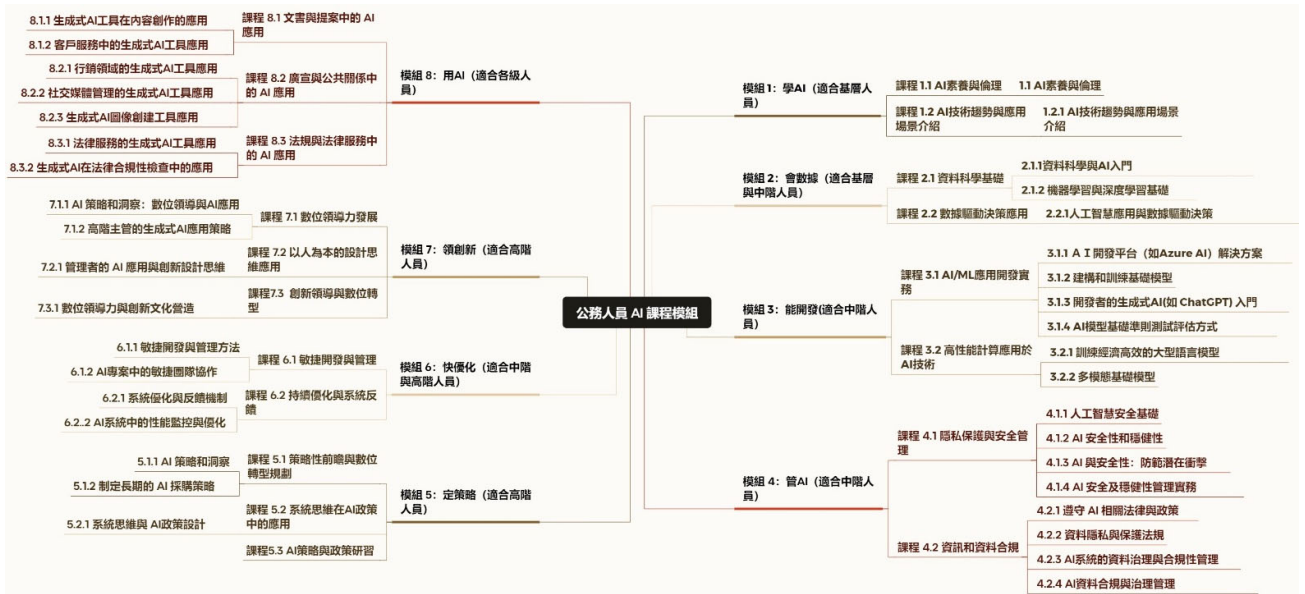 公務人員 AI 課程模組
模組 1：學AI（適合基層人
員）
課程 1.1 AI素養與倫理
1.1 AI素養與倫理
課程 1.2 AI技術趨勢與應用
場景介紹
1.2.1 AI技術趨勢與應用場景
介紹
模組 2：會數據（適合基層
與中階人員）
課程 2.1 資料科學基礎
2.1.1資料科學與AI入門
2.1.2 機器學習與深度學習基礎
課程 2.2 數據驅動決策應用
2.2.1人工智慧應用與數據驅動決策
模組 3：能開發(適合中階人
員）
課程 3.1 AI/ML應用開發實
務
3.1.1 ＡＩ開發平台（如Azure AI）解決方案
3.1.2 建構和訓練基礎模型
3.1.3 開發者的生成式AI(如 ChatGPT) 入門
3.1.4 AI模型基礎準則測試評估方式
課程 3.2 高性能計算應用於
AI技術
3.2.1 訓練經濟高效的大型語言模型
3.2.2 多模態基礎模型
模組 4：管AI（適合中階人
員）
課程 4.1 隱私保護與安全管
理
4.1.1 人工智慧安全基礎
4.1.2 AI 安全性和穩健性
4.1.3 AI 與安全性：防範潛在衝擊
4.1.4 AI 安全及穩健性管理實務
課程 4.2 資訊和資料合規
4.2.1 遵守 AI 相關法律與政策
4.2.2 資料隱私與保護法規
4.2.3 AI系統的資料治理與合規性管理
4.2.4 AI資料合規與治理管理
模組 8：用AI（適合各級人
員）
課程 8.1 文書與提案中的 AI
應用
8.1.1 生成式AI工具在內容創作的應用
8.1.2 客戶服務中的生成式AI工具應用
課程 8.2 廣宣與公共關係中
的 AI 應用
8.2.1 行銷領域的生成式AI工具應用
8.2.2 社交媒體管理的生成式AI工具應用
8.2.3 生成式AI圖像創建工具應用
課程 8.3 法規與法律服務中
的 AI 應用
8.3.1 法律服務的生成式AI工具應用
8.3.2 生成式AI在法律合規性檢查中的應用
模組 7：領創新（適合高階
人員）
課程 7.1 數位領導力發展
7.1.1 AI 策略和洞察：數位領導與AI應用
7.1.2 高階主管的生成式AI應用策略
課程 7.2 以人為本的設計思
維應用
7.2.1 管理者的 AI 應用與創新設計思維
課程7.3 創新領導與數位轉
型
7.3.1 數位領導力與創新文化營造
模組 6：快優化（適合中階
與高階人員）
課程 6.1 敏捷開發與管理
6.1.1 敏捷開發與管理方法
6.1.2 AI專案中的敏捷團隊協作
課程 6.2 持續優化與系統反
饋
6.2.1 系統優化與反饋機制
6.2..2 AI系統中的性能監控與優化
模組 5：定策略（適合高階
人員）
課程 5.1 策略性前瞻與數位
轉型規劃
5.1.1 AI 策略和洞察
5.1.2 制定長期的 AI 採購策略
課程 5.2 系統思維在AI政策
中的應用
5.2.1 系統思維與 AI政策設計
課程5.3 AI策略與政策研習